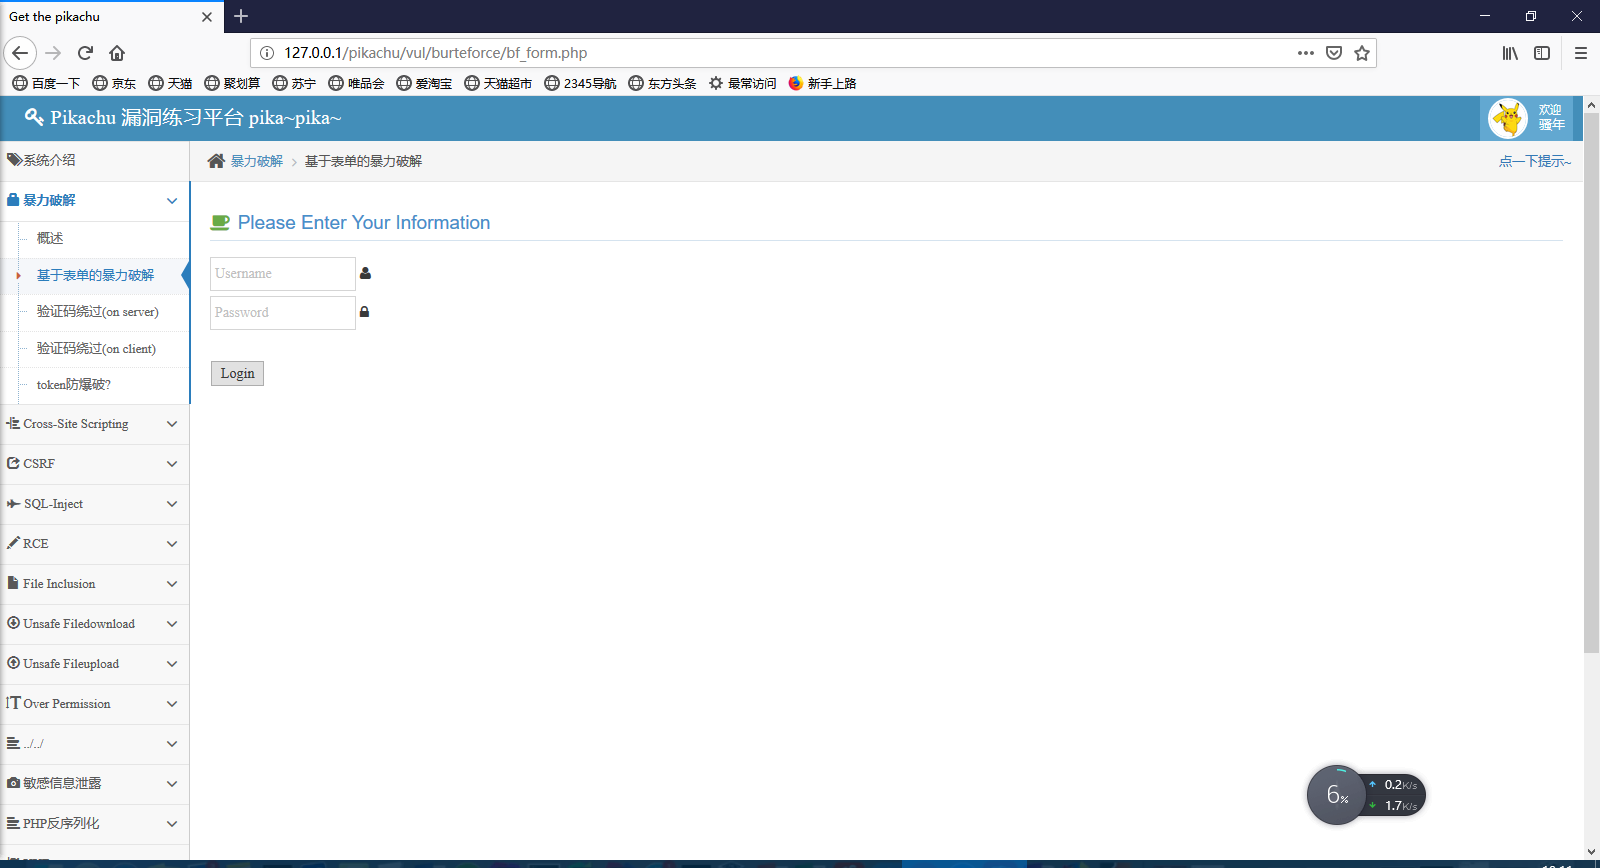 Get the pikachu
127.0.0.1/pikachu/vul/burteforce/bf_form.php
百度一下 京东 天猫 聚划算 苏宁 唯品会 爱淘宝 天猫超市 2345导航 东方头条 最常访问 新手上路
Pikachu 漏洞练习平台 pika~pika~
欢迎
骚年
系统介绍
暴力破解 > 基于表单的暴力破解
点一下提示~
暴力破解
概述
基于表单的暴力破解
验证码绕过(on server)
验证码绕过(on client)
token防爆破?
Cross-Site Scripting
CSRF
SQL-Inject
RCE
File Inclusion
Unsafe Filedownload
Unsafe Fileupload
Over Permission
../../
敏感信息泄露
PHP反序列化
Please Enter Your Information
Username
Password
Login
6%
0.2K/s
1.7K/s